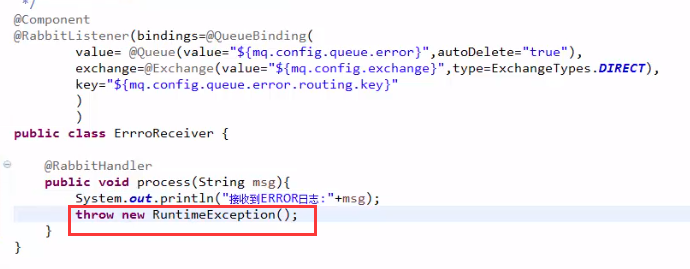 */
@Component
@RabbitListener(bindings=@QueueBinding(
value= @Queue(value="${mq.config.queue.error}",autoDelete="true"),
exchange=@Exchange(value="${mq.config.exchange}",type=ExchangeTypes.DIRECT),
key="${mq.config.queue.error.routing.key}"
)
)
public class ErrroReceiver {
@RabbitHandler
public void process(String msg){
System.out.println("接收到ERROR日志:"+msg);
throw new RuntimeException();
}
}